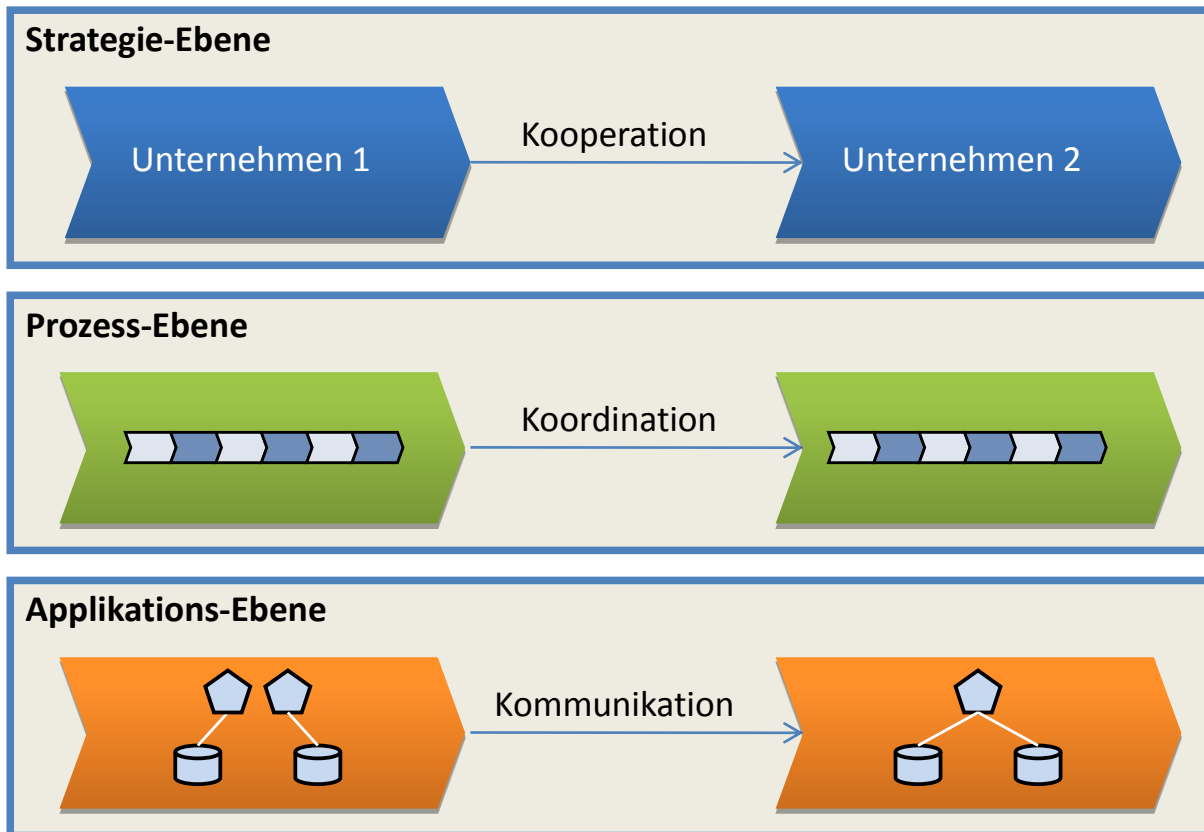 Strategie-Ebene
Unternehmen 1
Kooperation
Unternehmen 2
Prozess-Ebene
Koordination
Applikations-Ebene
Kommunikation